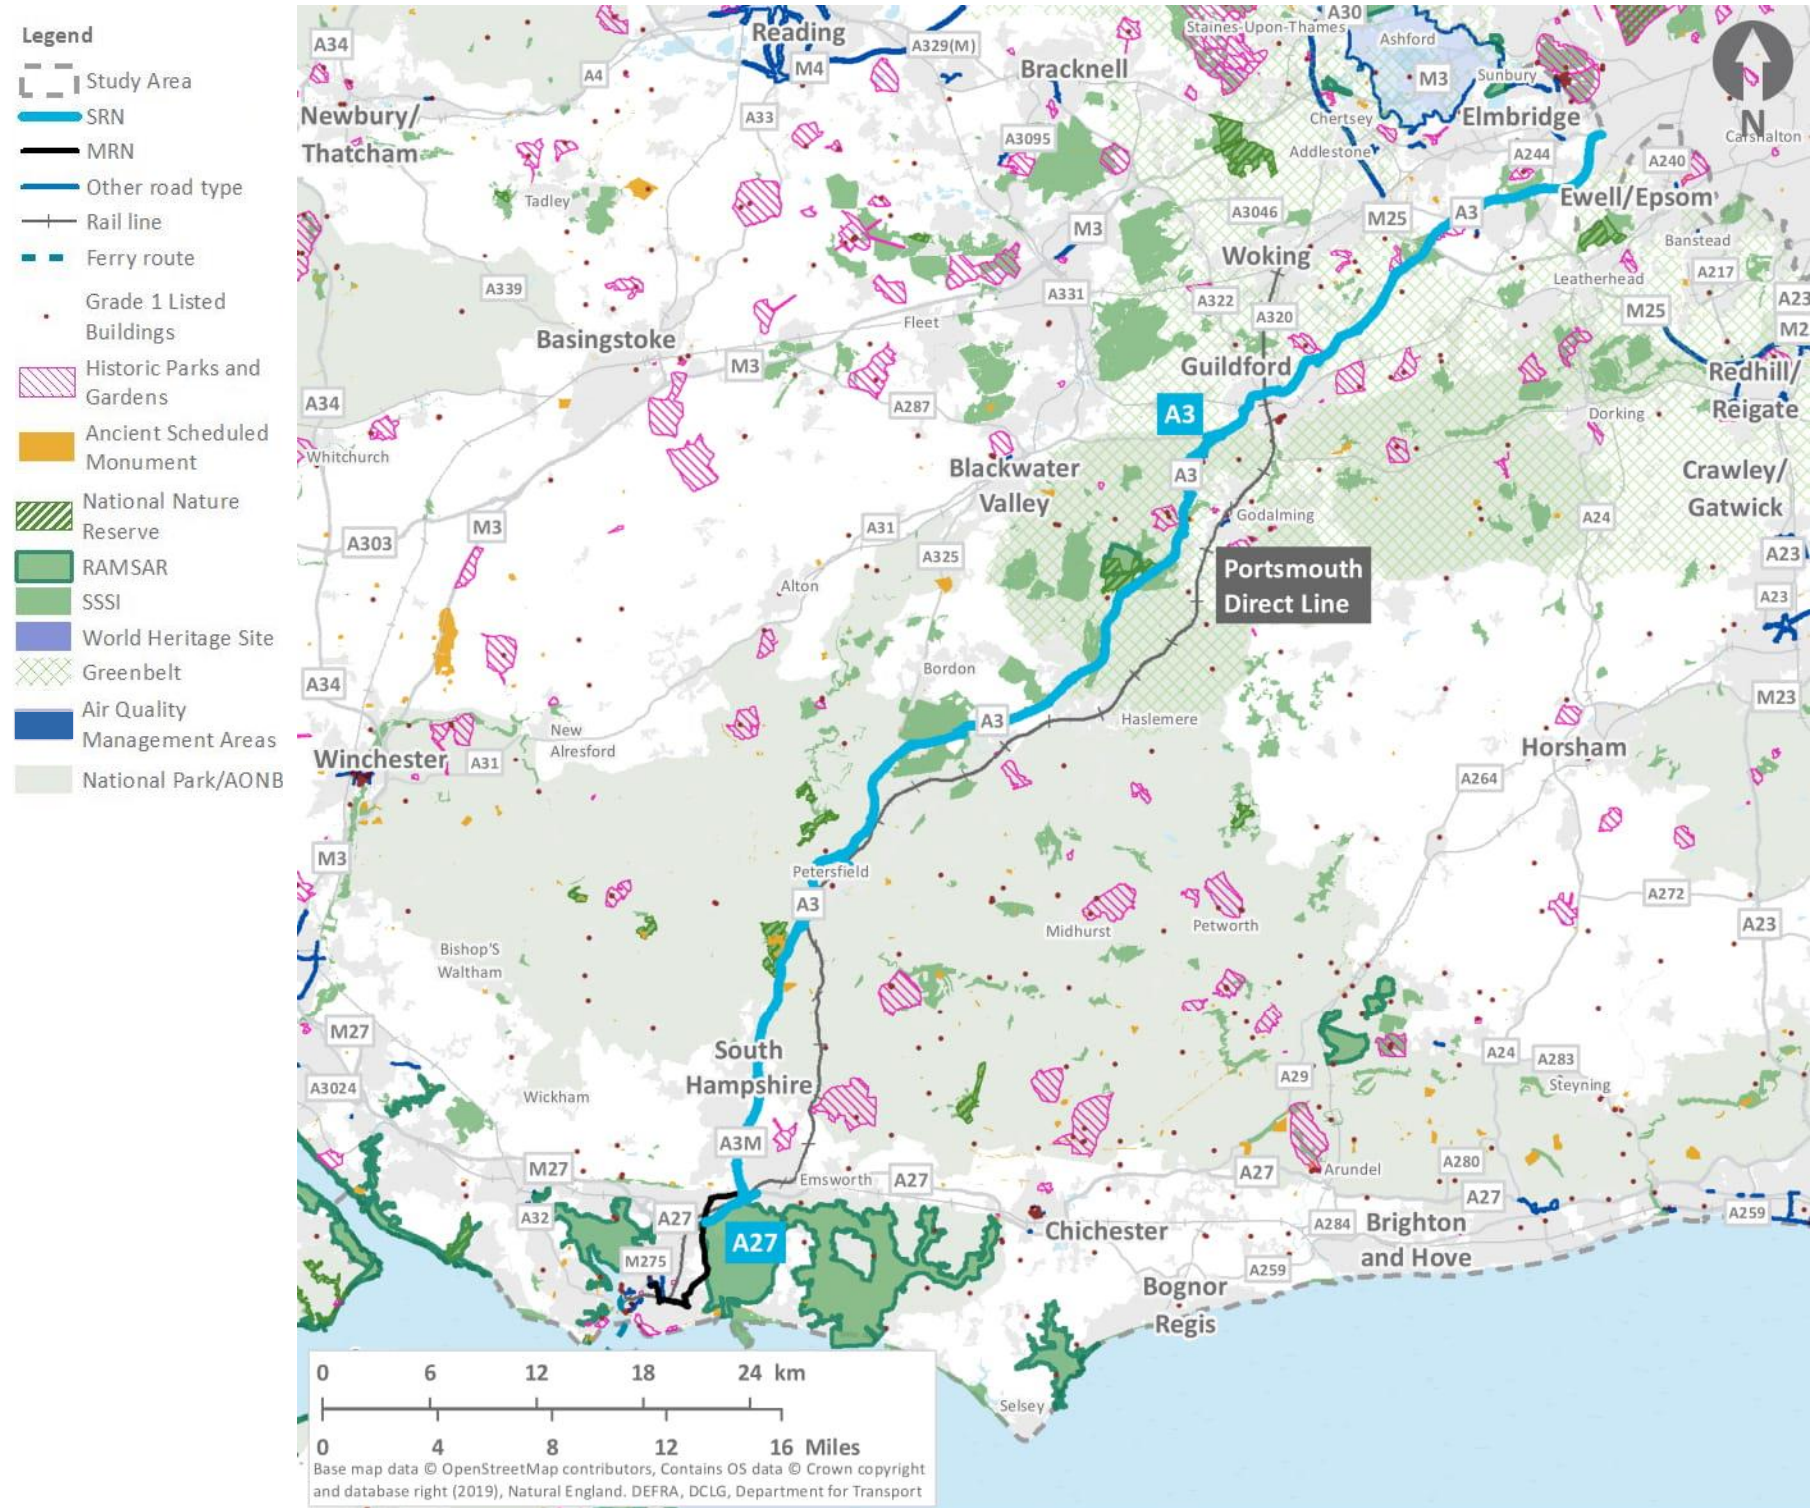 Legend
Study Area
SRN
MRN
Other road type
Rail line
Ferry route
Grade 1 Listed
Buildings
Historic Parks and
Gardens
Ancient Scheduled
Monument
National Nature
Reserve
RAMSAR
SSSI
World Heritage Site
Greenbelt
Air Quality
Management Areas
National Park/AONB
A30
Staines-Upon-Thames
Reading
A34
A329(M)
Ashford
M4
Bracknell
A4
M3
Sunbury
Newbury/
Thatcham
A33
Chertsey
Elmbridge
N
Carshalton
A3095
Addlestone
A244
A240
Tadley
Ewell/Epsom
A3046
M25
A3
M3
Banstead
Woking
Leatherhead
A217
A339
A331
A322
A23
M25
A320
M2
Fleet
Basingstoke
M3
Guildford
Redhill/
Reigate
A34
A287
A3
Dorking
Whitchurch
Blackwater
Valley
A3
Crawley/
Gatwick
A31
Godalming
A24
M3
A303
A325
A23
Portsmouth
Direct Line
Alton
A23
Bordon
A34
M23
A3
Haslemere
New
Alresford
Winchester
A31
Horsham
A264
M3
Petersfield
A3
A272
Midhurst
Petworth
A23
Bishop'S
Waltham
M27
South
Hampshire
A24
A283
A3024
A29
Steyning
Wickham
A3M
M27
Emsworth
A27
A27
Arundel
A280
A27
A32
A27
A27
Chichester
A284
Brighton
and Hove
A259
M275
A259
Bognor
Regis
Selsey
0 6 12 18 24 km
0 4 8 12 16 Miles
Base map data © OpenStreetMap contributors, Contains OS data © Crown copyright
and database right (2019), Natural England. DEFRA, DCLG, Department for Transport